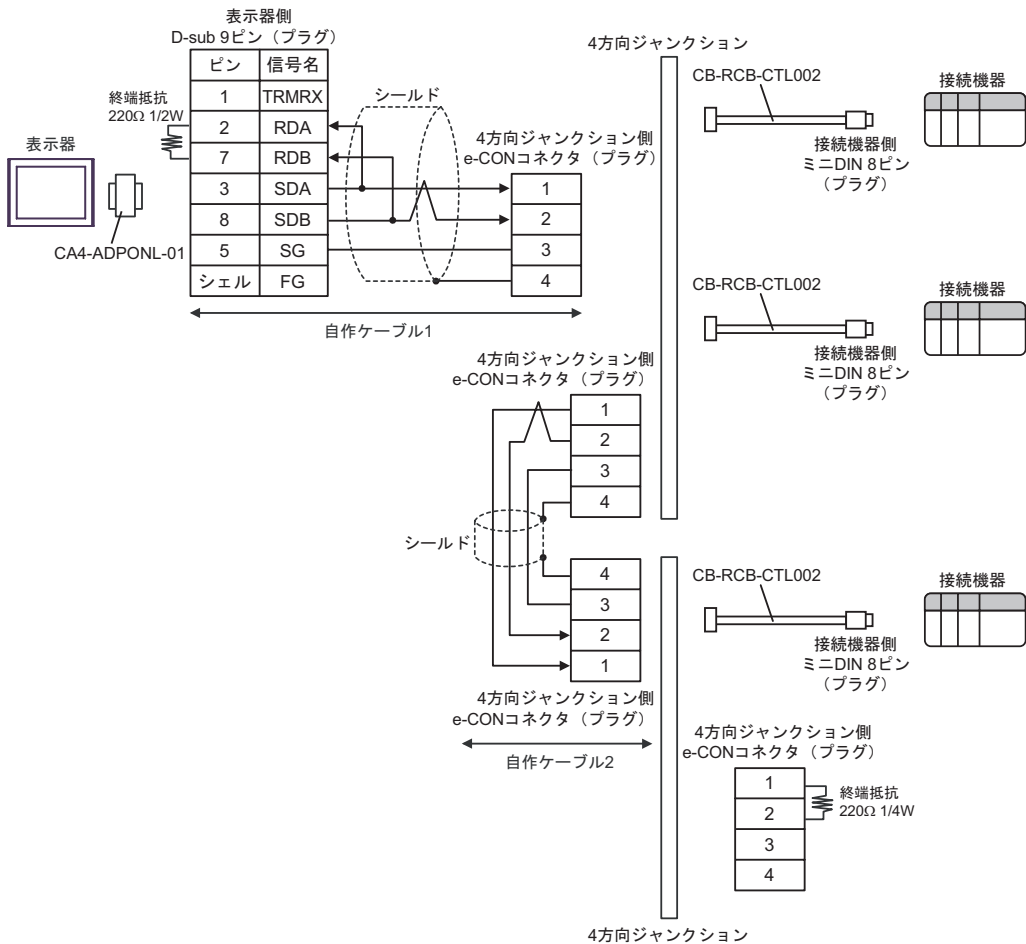 表示器側
D-sub 9ピン（プラグ）
ピン 信号名
1 TRMRX
2 RDA
7 RDB
3 SDA
8 SDB
5 SG
シェル FG
終端抵抗
220Ω 1/2W
表示器
CA4-ADPONL-01
シールド
4方向ジャンクション側
e-CONコネクタ（プラグ）
1
2
3
4
自作ケーブル1
4方向ジャンクション
CB-RCB-CTL002
接続機器側
ミニDIN 8ピン
（プラグ）
接続機器
CB-RCB-CTL002
接続機器側
ミニDIN 8ピン
（プラグ）
接続機器
4方向ジャンクション側
e-CONコネクタ（プラグ）
1
2
3
4
シールド
4
3
2
1
4方向ジャンクション側
e-CONコネクタ（プラグ）
自作ケーブル2
CB-RCB-CTL002
接続機器側
ミニDIN 8ピン
（プラグ）
接続機器
4方向ジャンクション側
e-CONコネクタ（プラグ）
1
2
3
4
終端抵抗
220Ω 1/4W
4方向ジャンクション